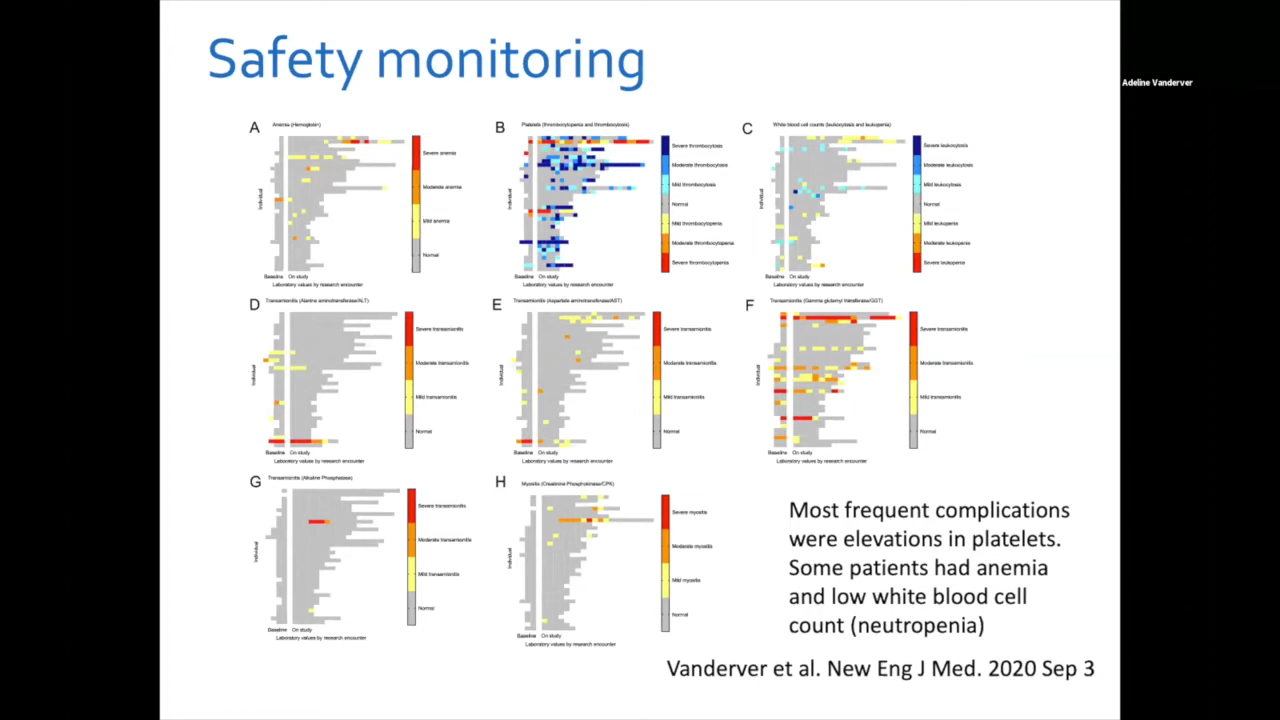 Safety monitoring
Adeline Vanderver
A
Anemia (Hemoglobin)
Severe anemia
Moderate anemia
Mild anemia
Normal
Individual
Baseline On study
Laboratory values by research encounter
B
Platelets (thrombocytopenia and thrombocytosis)
Severe thrombocytosis
Moderate thrombocytosis
Mild thrombocytosis
Normal
Mild thrombocytopenia
Moderate thrombocytopenia
Severe thrombocytopenia
Individual
Baseline On study
Laboratory values by research encounter
C
White blood cell counts (leukocytosis and leukopenia)
Severe leukocytosis
Moderate leukocytosis
Mild leukocytosis
Normal
Mild leukopenia
Moderate leukopenia
Severe leukopenia
Individual
Baseline On study
Laboratory values by research encounter
D
Transaminitis (Alanine aminotransferase/ALT)
Severe transaminitis
Moderate transaminitis
Mild transaminitis
Normal
Individual
Baseline On study
Laboratory values by research encounter
E
Transaminitis (Aspartate aminotransferase/AST)
Severe transaminitis
Moderate transaminitis
Mild transaminitis
Normal
Individual
Baseline On study
Laboratory values by research encounter
F
Transaminitis (Gamma glutamyl transferase/GGT)
Severe transaminitis
Moderate transaminitis
Mild transaminitis
Normal
Individual
Baseline On study
Laboratory values by research encounter
G
Transaminitis (Alkaline Phosphatase)
Severe transaminitis
Moderate transaminitis
Mild transaminitis
Normal
Individual
Baseline On study
Laboratory values by research encounter
H
Myositis (Creatinine Phosphokinase/CPK)
Severe myositis
Moderate myositis
Mild myositis
Normal
Individual
Baseline On study
Laboratory values by research encounter
Most frequent complications
were elevations in platelets.
Some patients had anemia
and low white blood cell
count (neutropenia)
Vanderver et al. New Eng J Med. 2020 Sep 3